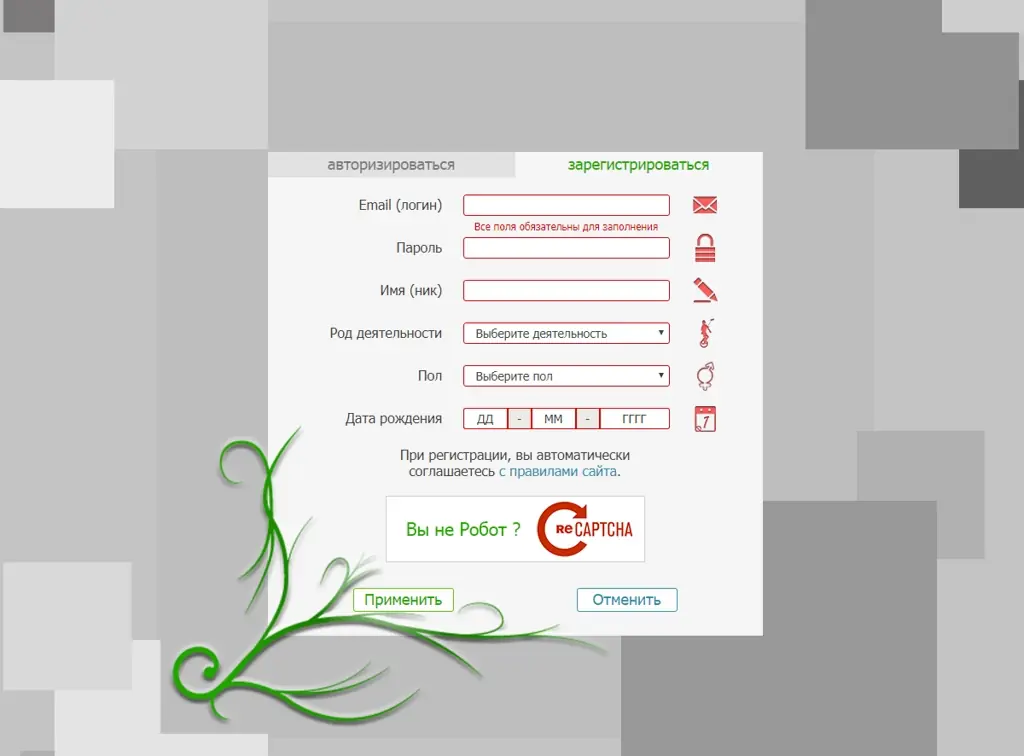 авторизироваться зарегистрироваться
Email (логин)
Все поля обязательны для заполнения
Пароль
Имя (ник)
Род деятельности Выберите деятельность
Пол Выберите пол
Дата рождения ДД - ММ - ГГГГ
7
При регистрации, вы автоматически
соглашаетесь с правилами сайта.
Вы не Робот ? RECAPTCHA
Применить Отменить